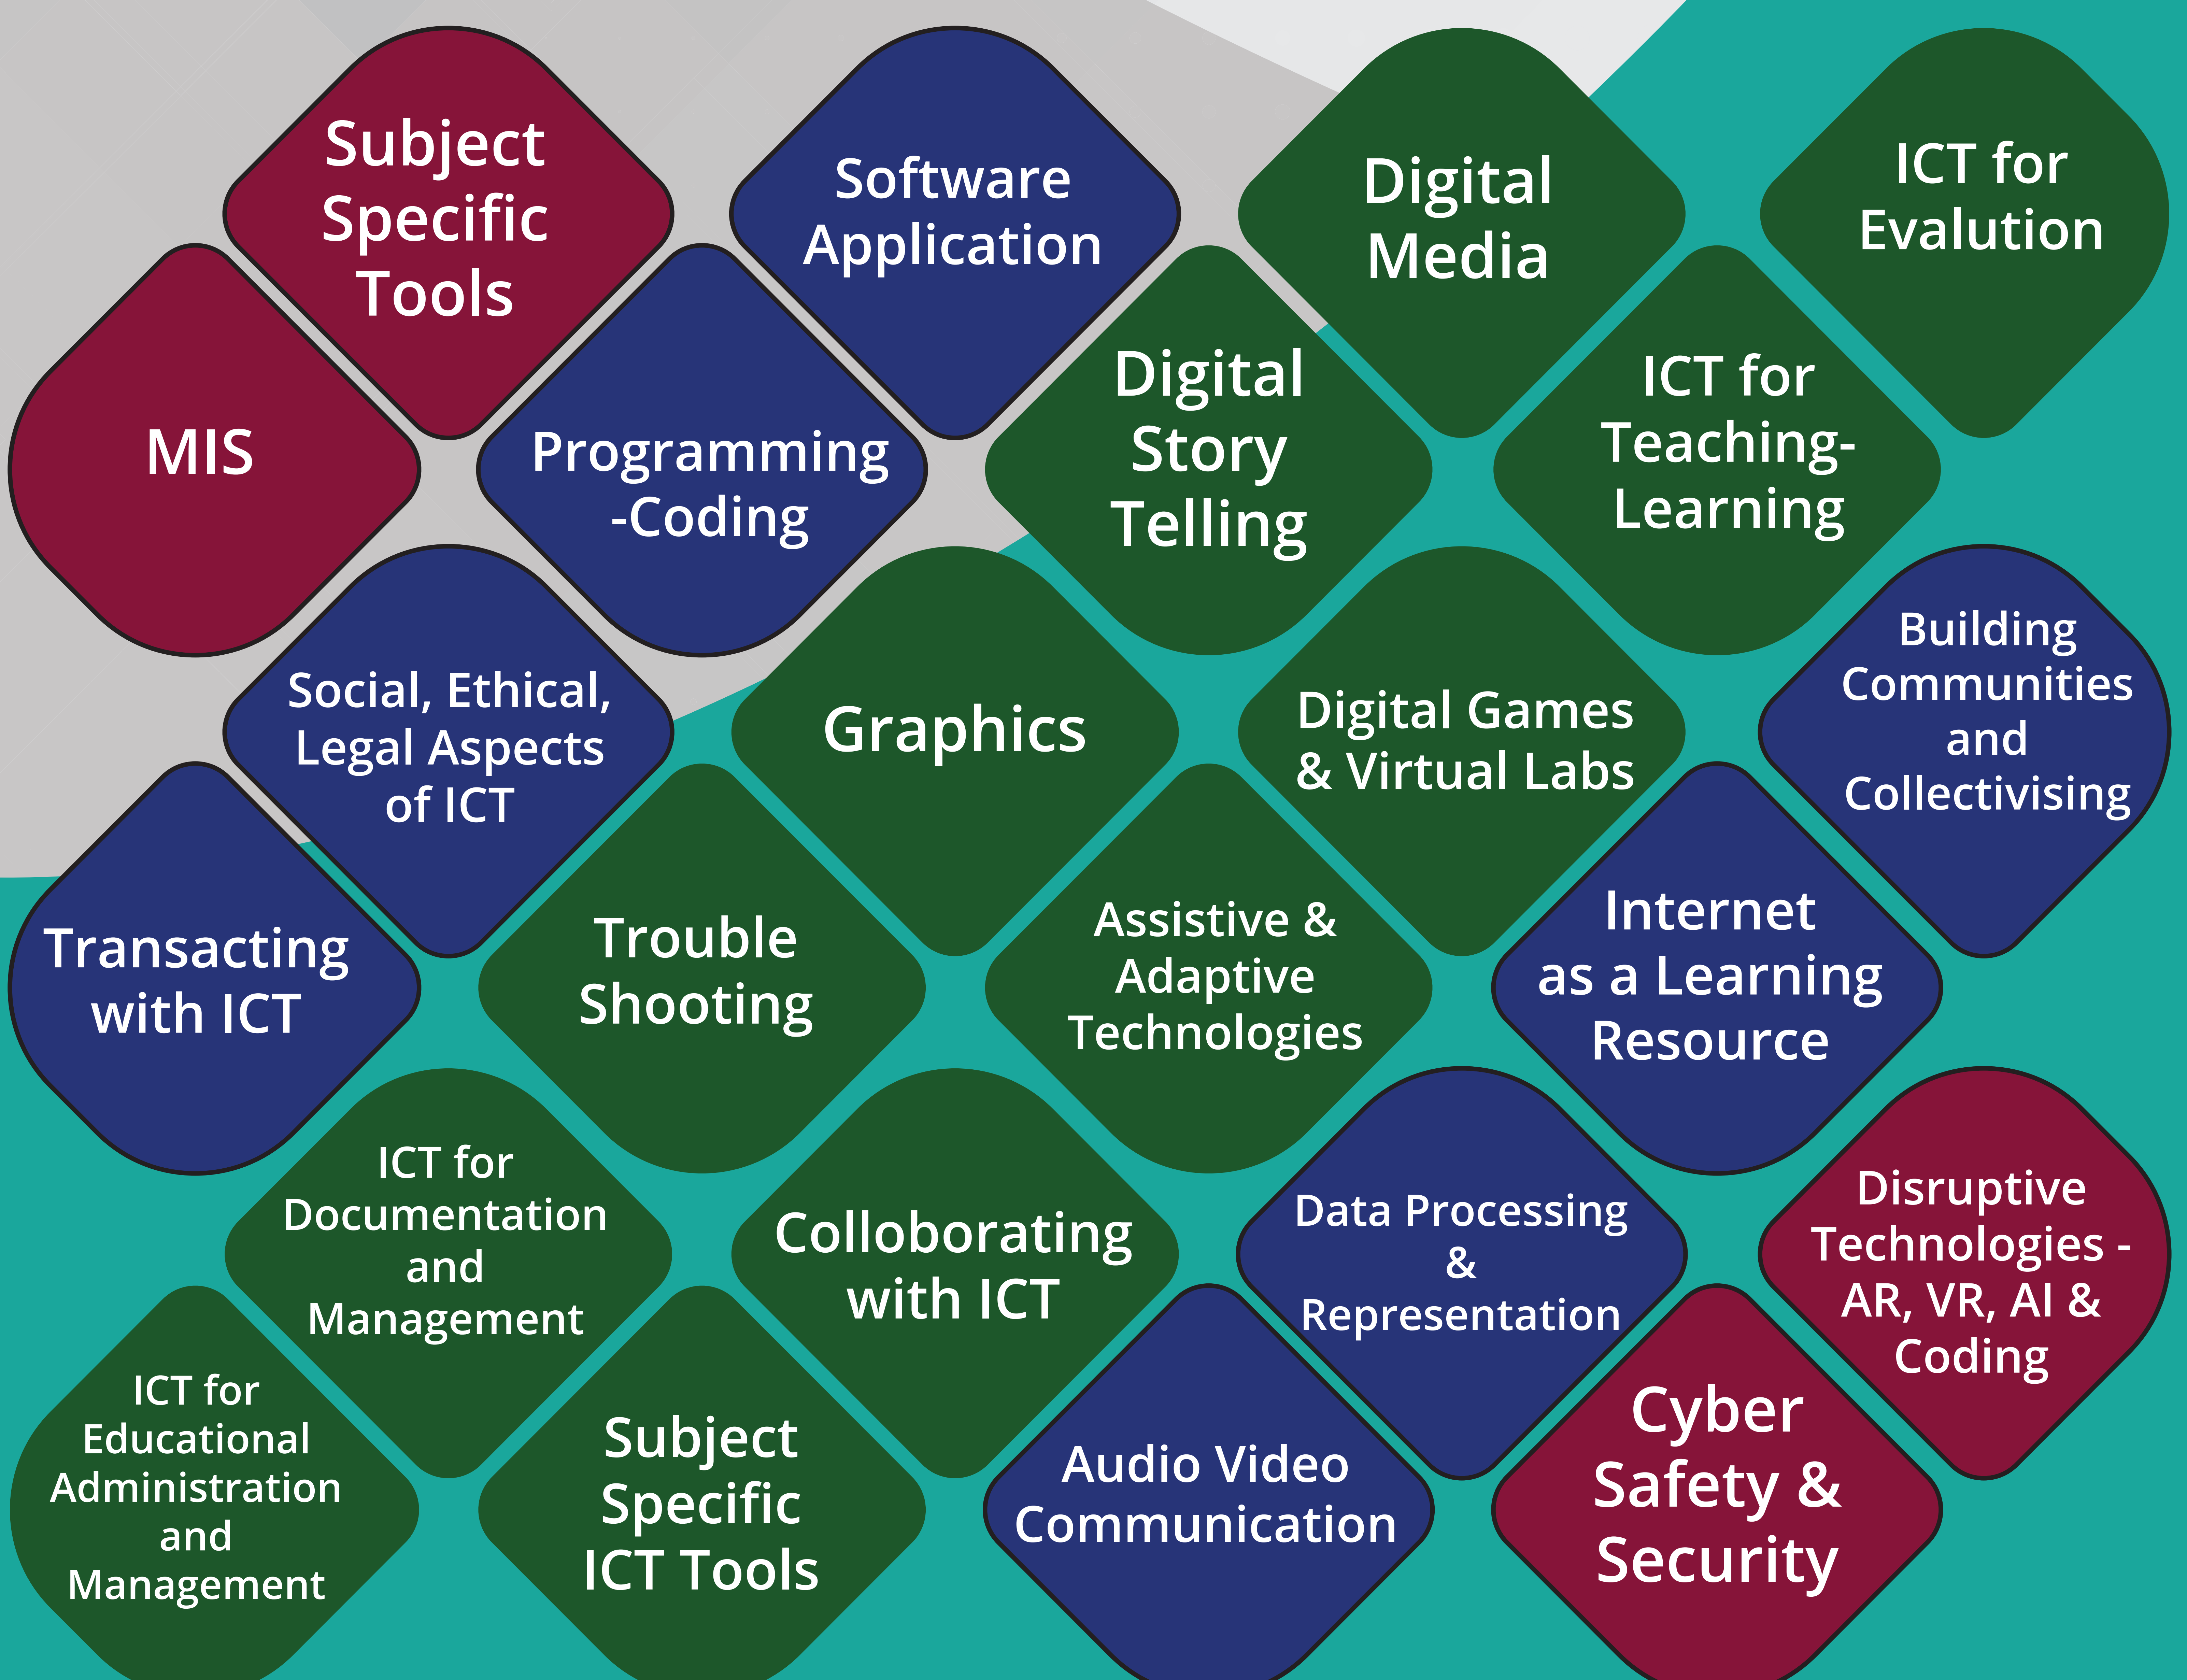 Subject
Specific
Tools
Software
Application
Digital
Media
ICT for
Evalution
MIS
Programming
-Coding
Digital
Story
Telling
ICT for
Teaching-
Learning
Social, Ethical,
Legal Aspects
of ICT
Graphics
Digital Games
& Virtual Labs
Building
Communities
and
Collectivising
Transacting
with ICT
Trouble
Shooting
Assistive &
Adaptive
Technologies
Internet
as a Learning
Resource
ICT for
Documentation
and
Management
Colloborating
with ICT
Data Processing
&
Representation
Disruptive
Technologies -
AR, VR, AI &
Coding
ICT for
Educational
Administration
and
Management
Subject
Specific
ICT Tools
Audio Video
Communication
Cyber
Safety &
Security